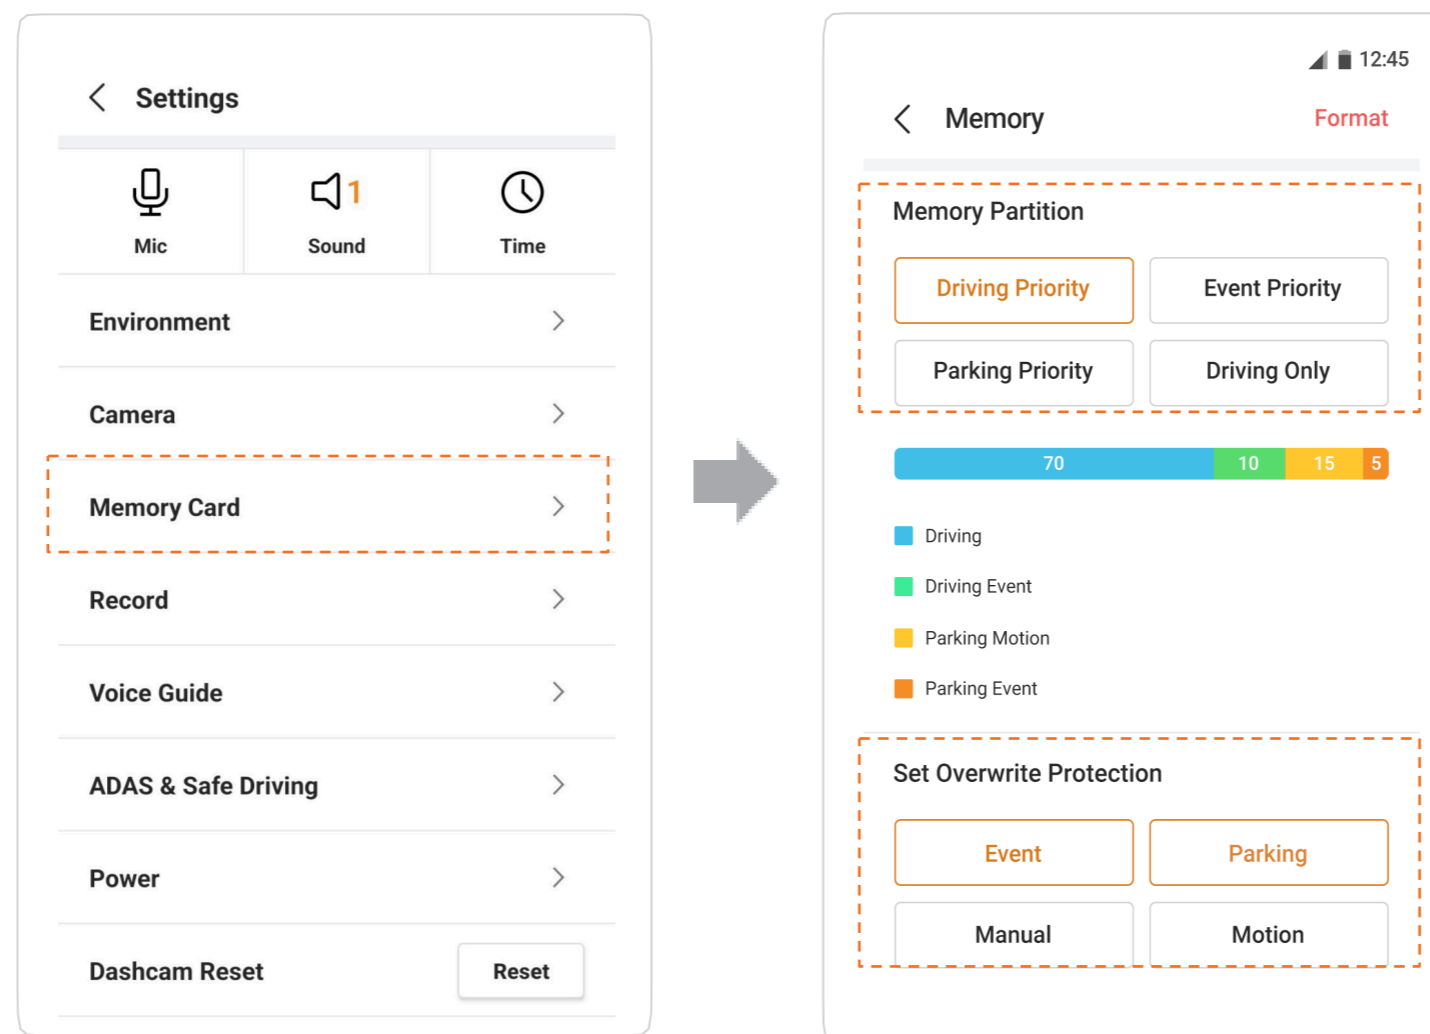 Settings
1
Mic
Sound
Time
Environment
Camera
Memory Card
Record
Voice Guide
ADAS & Safe Driving
Power
Dashcam Reset
Reset
12:45
Memory
Format
Memory Partition
Driving Priority
Event Priority
Parking Priority
Driving Only
70
10
15
5
Driving
Driving Event
Parking Motion
Parking Event
Set Overwrite Protection
Event
Parking
Manual
Motion